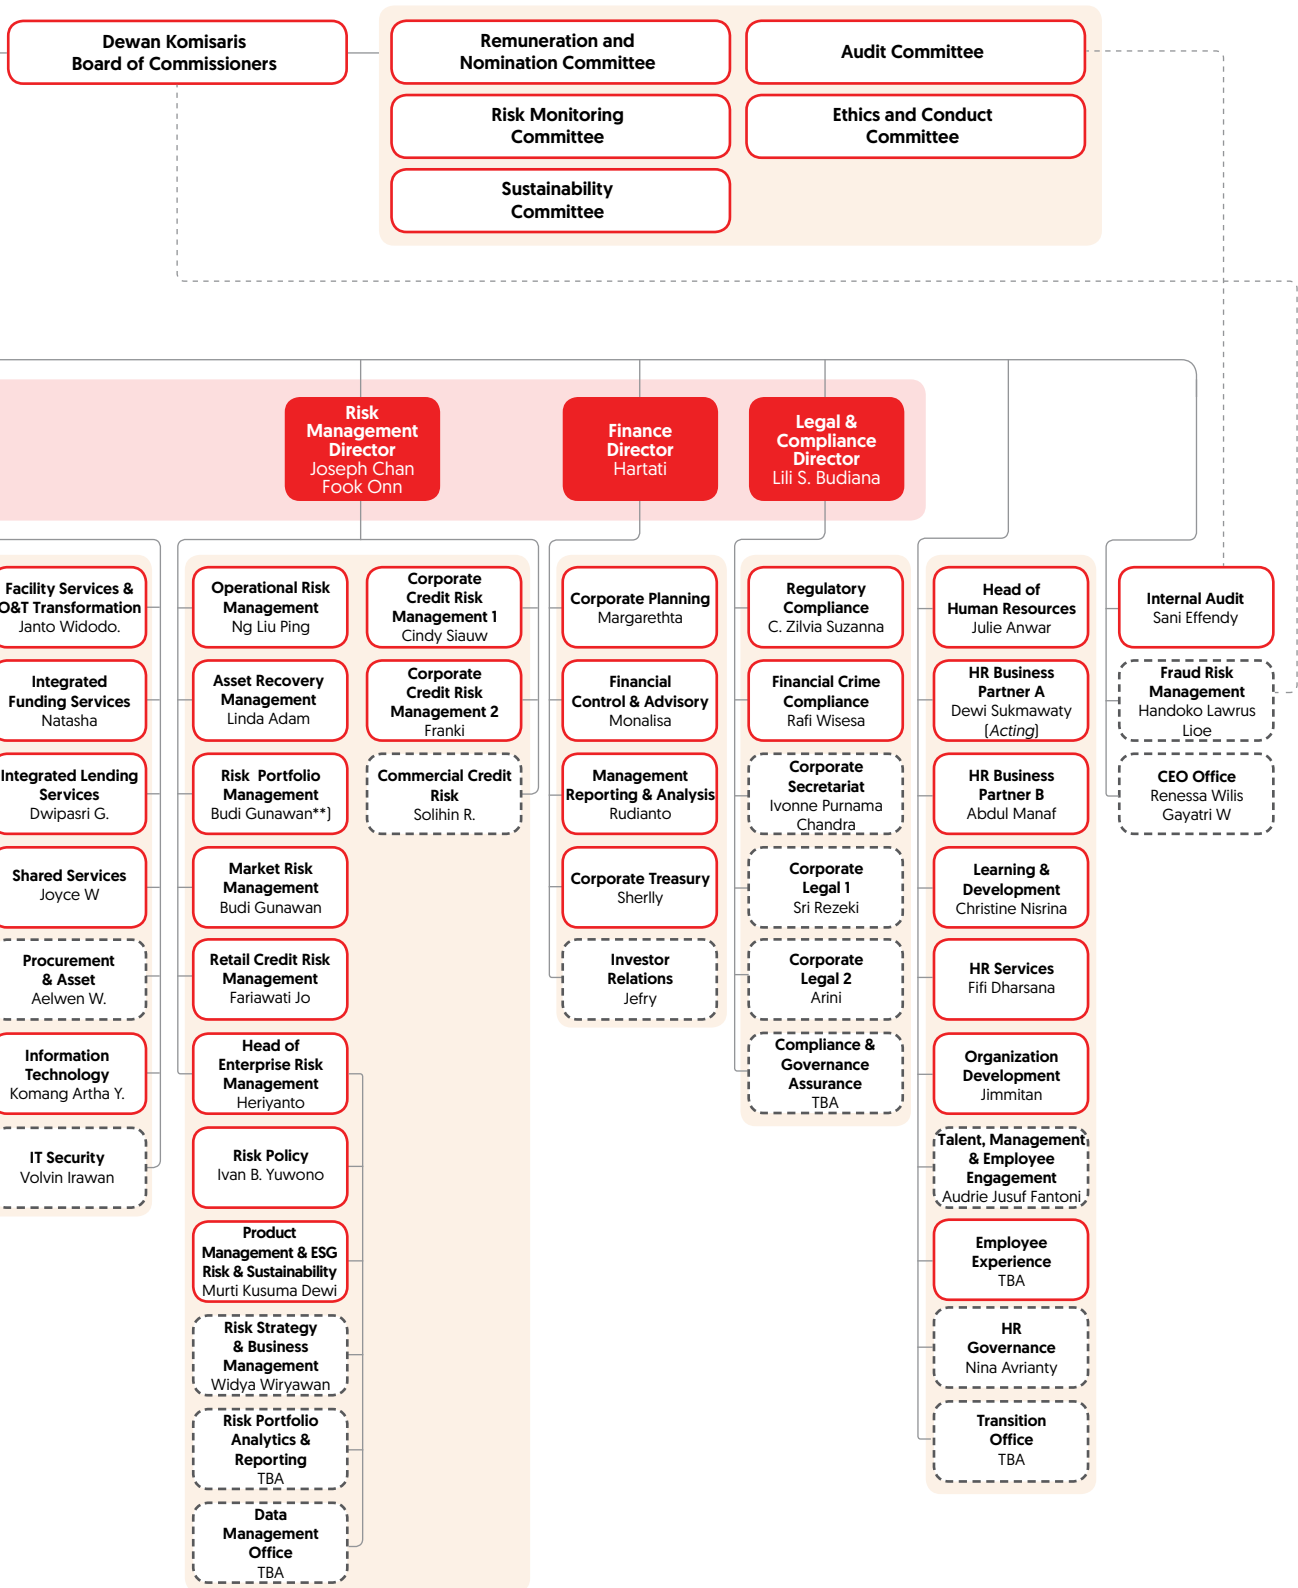 Dewan Komisaris
Board of Commissioners
Remuneration and
Nomination Committee
Audit Committee
Risk Monitoring
Committee
Ethics and Conduct
Committee
Sustainability
Committee
Risk
Management
Director
Joseph Chan
Fook Onn
Finance
Director
Hartati
Legal &
Compliance
Director
Lili S. Budiana
Facility Services &
O&T Transformation
Janto Widodo.
Integrated
Funding Services
Natasha
Integrated Lending
Services
Dwipasri G.
Shared Services
Joyce W
Procurement
& Asset
Aelwen W.
Information
Technology
Komang Artha Y.
IT Security
Volvin Irawan
Operational Risk
Management
Ng Liu Ping
Asset Recovery
Management
Linda Adam
Risk Portfolio
Management
Budi Gunawan**)
Market Risk
Management
Budi Gunawan
Retail Credit Risk
Management
Fariawati Jo
Head of
Enterprise Risk
Management
Heriyanto
Risk Policy
Ivan B. Yuwono
Product
Management & ESG
Risk & Sustainability
Murti Kusuma Dewi
Risk Strategy
& Business
Management
Widya Wiryawan
Risk Portfolio
Analytics &
Reporting
TBA
Data
Management
Office
TBA
Corporate
Credit Risk
Management 1
Cindy Siauw
Corporate
Credit Risk
Management 2
Franki
Commercial Credit
Risk
Solihin R.
Corporate Planning
Margarethta
Financial
Control & Advisory
Monalisa
Management
Reporting & Analysis
Rudianto
Corporate Treasury
Sherlly
Investor
Relations
Jefry
Regulatory
Compliance
C. Zilvia Suzanna
Financial Crime
Compliance
Rafi Wisesa
Corporate
Secretariat
Ivonne Purnama
Chandra
Corporate
Legal 1
Sri Rezeki
Corporate
Legal 2
Arini
Compliance &
Governance
Assurance
TBA
Head of
Human Resources
Julie Anwar
HR Business
Partner A
Dewi Sukmawaty
(Acting)
HR Business
Partner B
Abdul Manaf
Learning &
Development
Christine Nisrina
HR Services
Fifi Dharsana
Organization
Development
Jimmitan
Talent, Management
& Employee
Engagement
Audrie Jusuf Fantoni
Employee
Experience
TBA
HR
Governance
Nina Avrianty
Transition
Office
TBA
Internal Audit
Sani Effendy
Fraud Risk
Management
Handoko Lawrus
Lioe
CEO Office
Renessa Wilis
Gayatri W